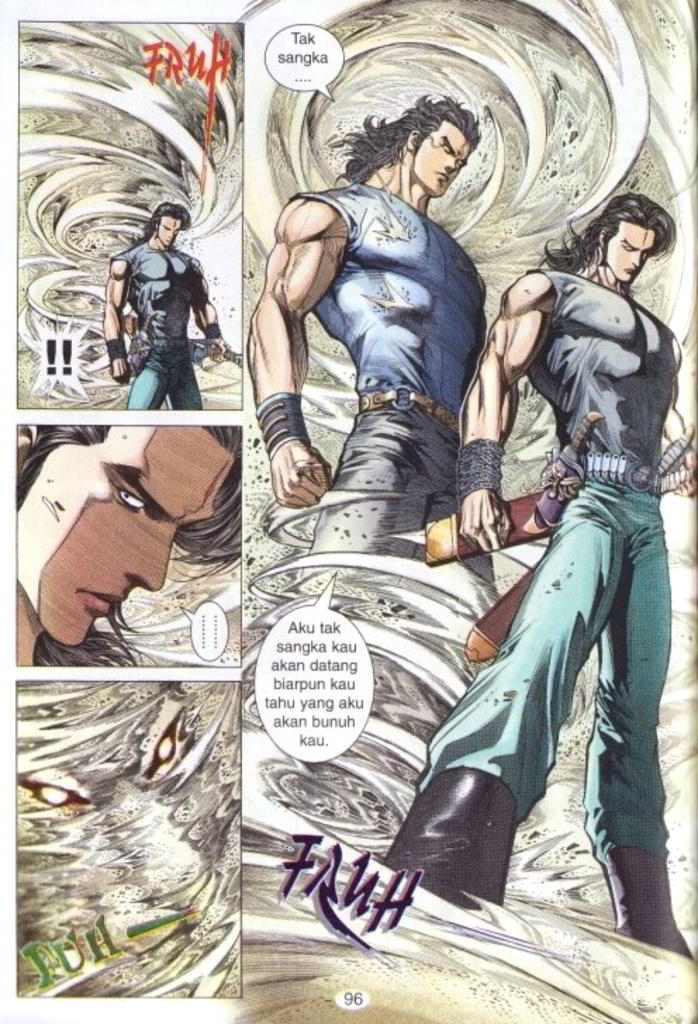 FRUH
!!
....
Tak
sangka
....
Aku tak
sangka kau
akan datang
biarpun kau
tahu yang aku
akan bunuh
kau.
FRUH
96